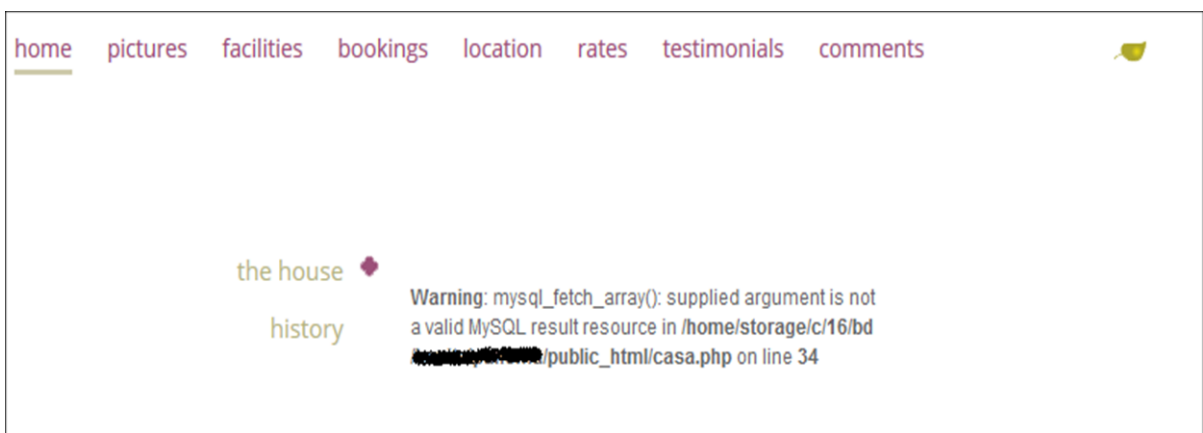 home pictures facilities bookings location rates testimonials comments
the house
history
Warning: mysql_fetch_array(): supplied argument is not
a valid MySQL result resource in /home/storage/c/16/bd
/public_html/casa.php on line 34